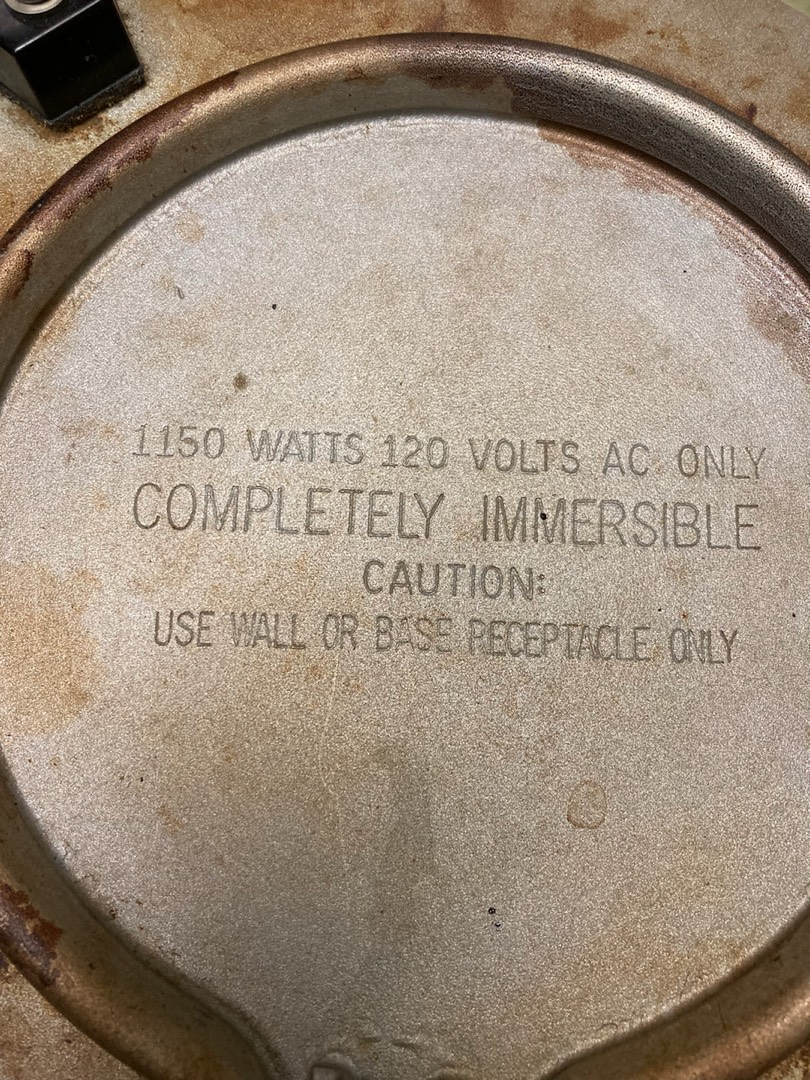 1150 WATTS 120 VOLTS AC ONLY
COMPLETELY IMMERSIBLE
CAUTION:
USE WALL OR BASE RECEPTACLE ONLY